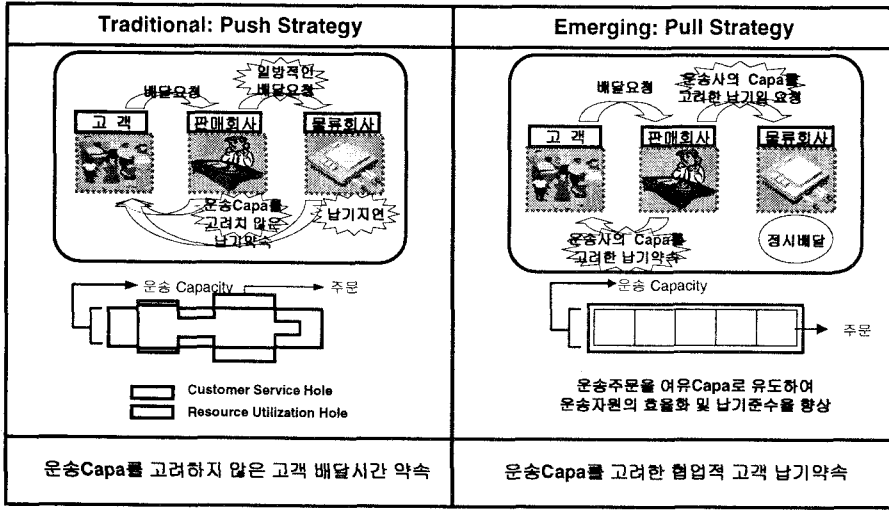 Traditional: Push Strategy
배달요청
일방적인
배달요청
고 객
판매회사
물류회사
운송Capa를
고려치 않은
납기약속
납기지연
운송 Capacity
주문
Customer Service Hole
Resource Utilization Hole
운송Capa를 고려하지 않은 고객 배달시간 약속
Emerging: Pull Strategy
배달요청
운송사의 Capa를
고려한 납기일 요청
고 객
판매회사
물류회사
운송사의 Capa를
고려한 납기약속
정시배달
운송 Capacity
주문
운송주문을 여유Capa로 유도하여
운송자원의 효율화 및 납기준수율 향상
운송Capa를 고려한 협업적 고객 납기약속